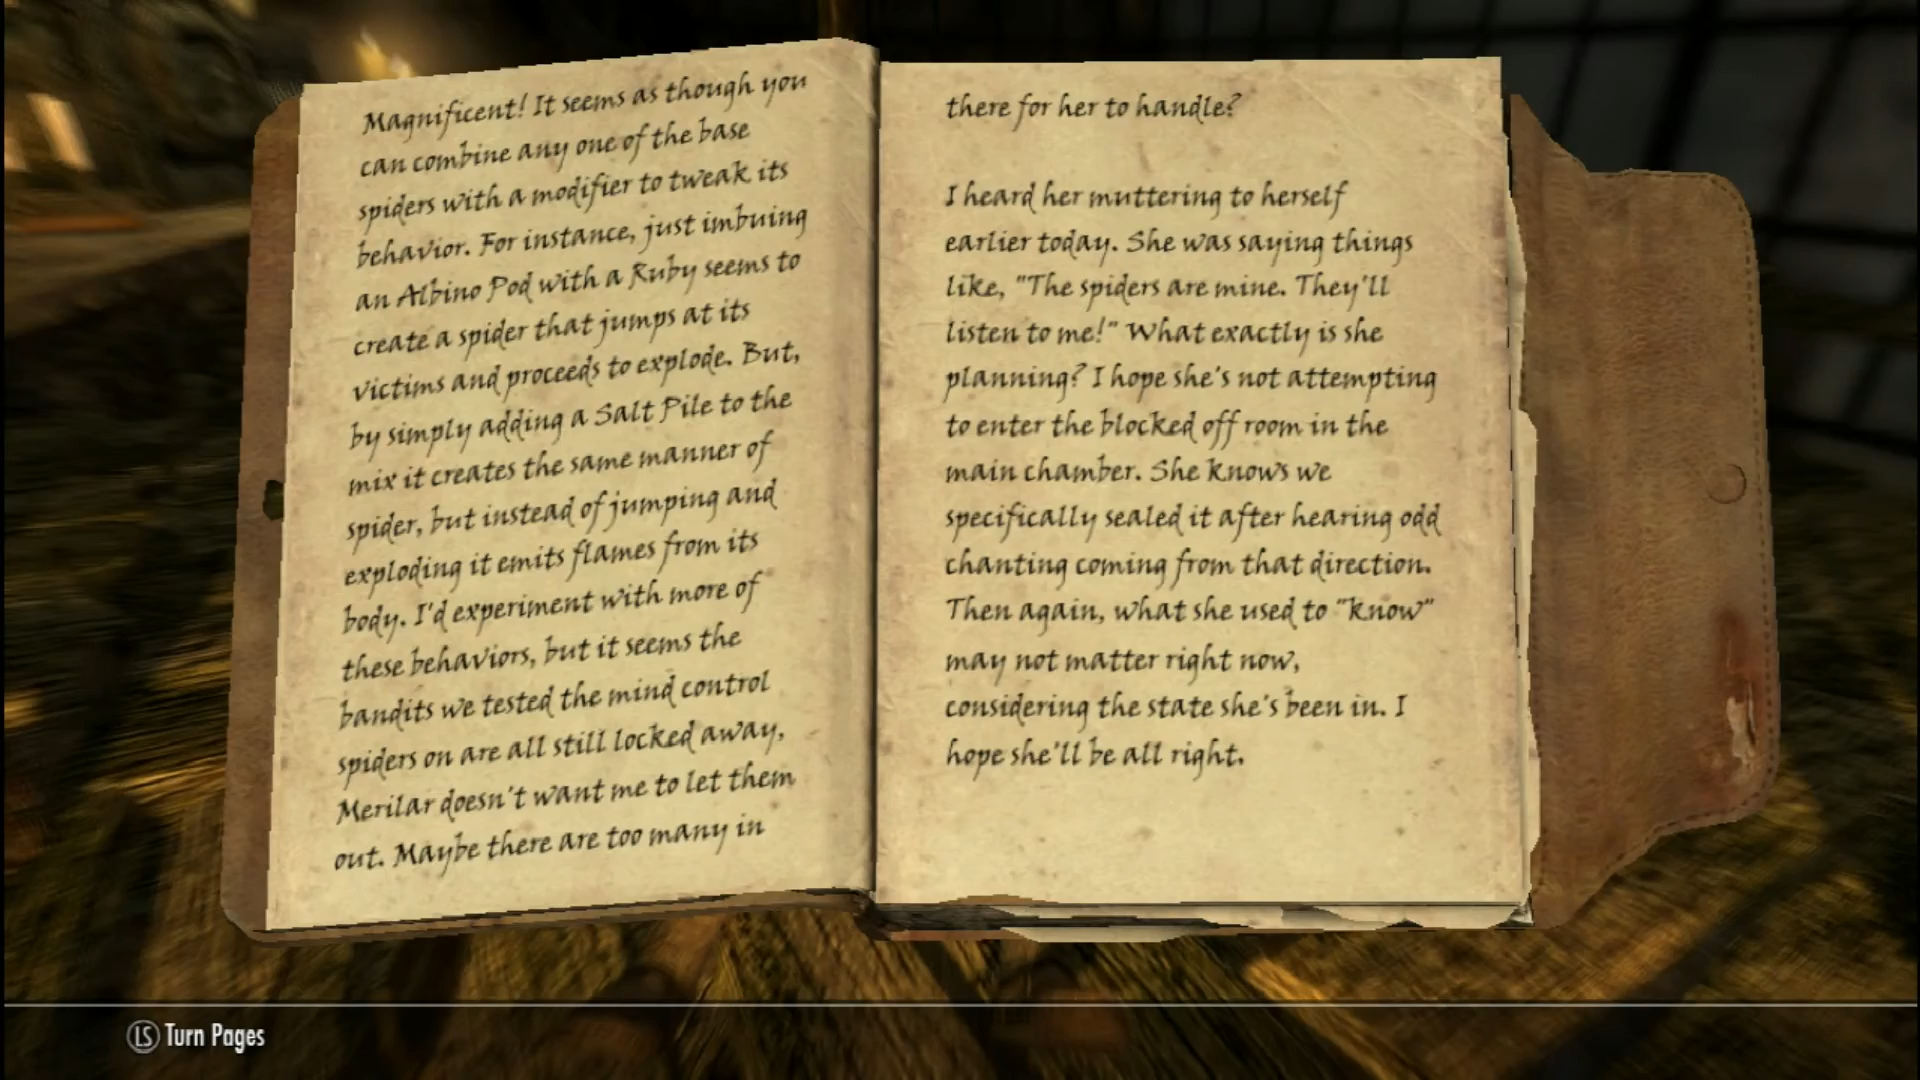 Magnificent! It seems as though you
can combine any one of the base
spiders with a modifier to tweak its
behavior. For instance, just imbuing
an Albino Pod with a Ruby seems to
create a spider that jumps at its
victims and proceeds to explode. But,
by simply adding a Salt Pile to the
mix it creates the same manner of
spider, but instead of jumping and
exploding it emits flames from its
body. I'd experiment with more of
these behaviors, but it seems the
bandits we tested the mind control
spiders on are all still locked away,
Merilar doesn't want me to let them
out. Maybe there are too many in
there for her to handle?
I heard her muttering to herself
earlier today. She was saying things
like, "The spiders are mine. They'll
listen to me!" What exactly is she
planning? I hope she's not attempting
to enter the blocked off room in the
main chamber. She knows we
specifically sealed it after hearing odd
chanting coming from that direction.
Then again, what she used to "know"
may not matter right now,
considering the state she's been in. I
hope she'll be all right.
LS Turn Pages